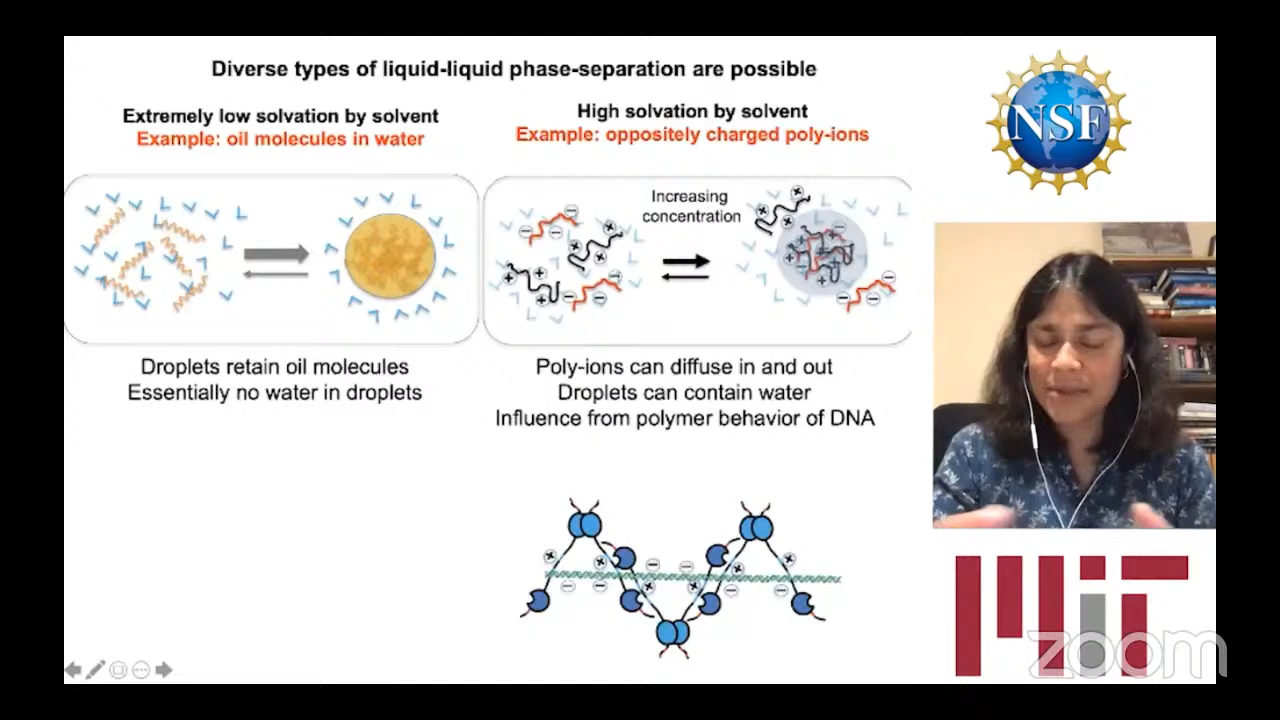 Diverse types of liquid-liquid phase-separation are possible
Extremely low solvation by solvent
Example: oil molecules in water
High solvation by solvent
Example: oppositely charged poly-ions
Increasing
concentration
Droplets retain oil molecules
Essentially no water in droplets
Poly-ions can diffuse in and out
Droplets can contain water
Influence from polymer behavior of DNA
NSF
MIT
zoom